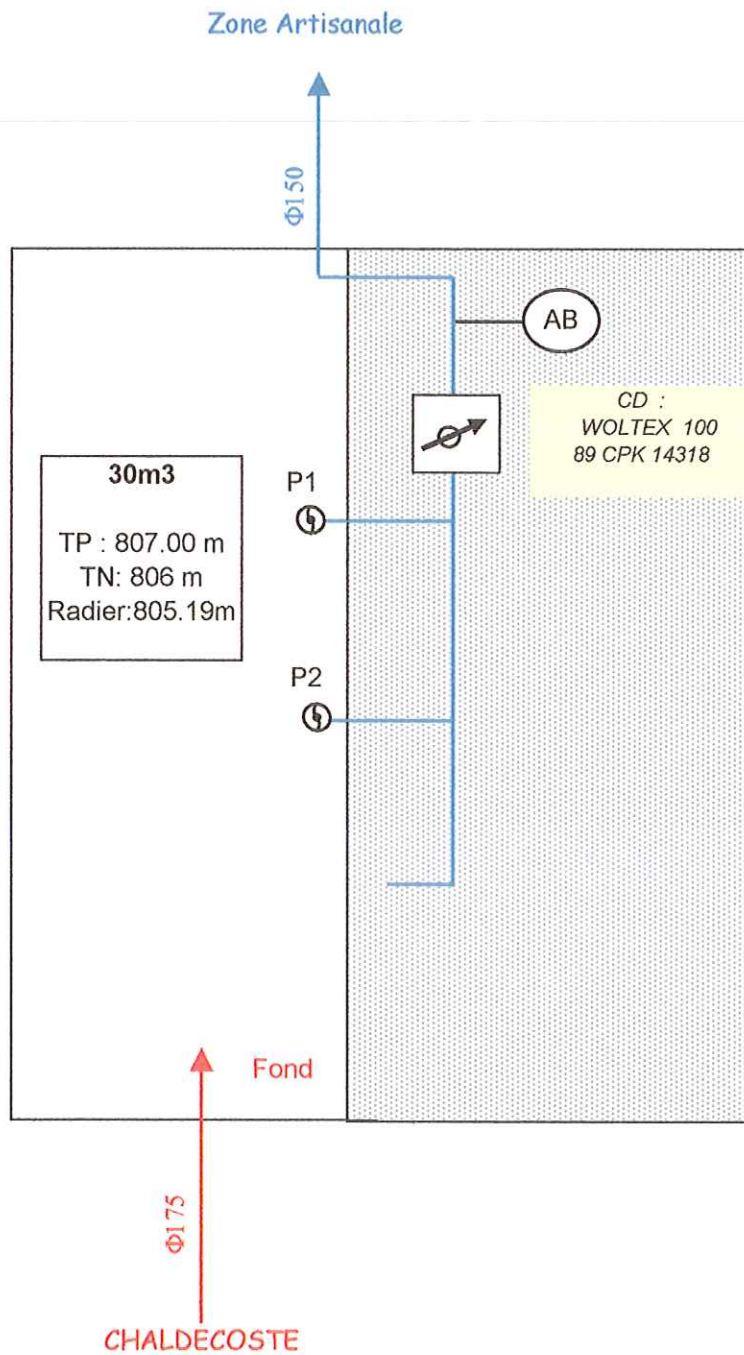 Zone Artisanale
Φ150
AB
CD :
WOLTEX 100
89 CPK 14318
30m3
TP : 807.00 m
TN: 806 m
Radier:805.19m
P1
P2
Fond
Φ175
CHALDECOSTE